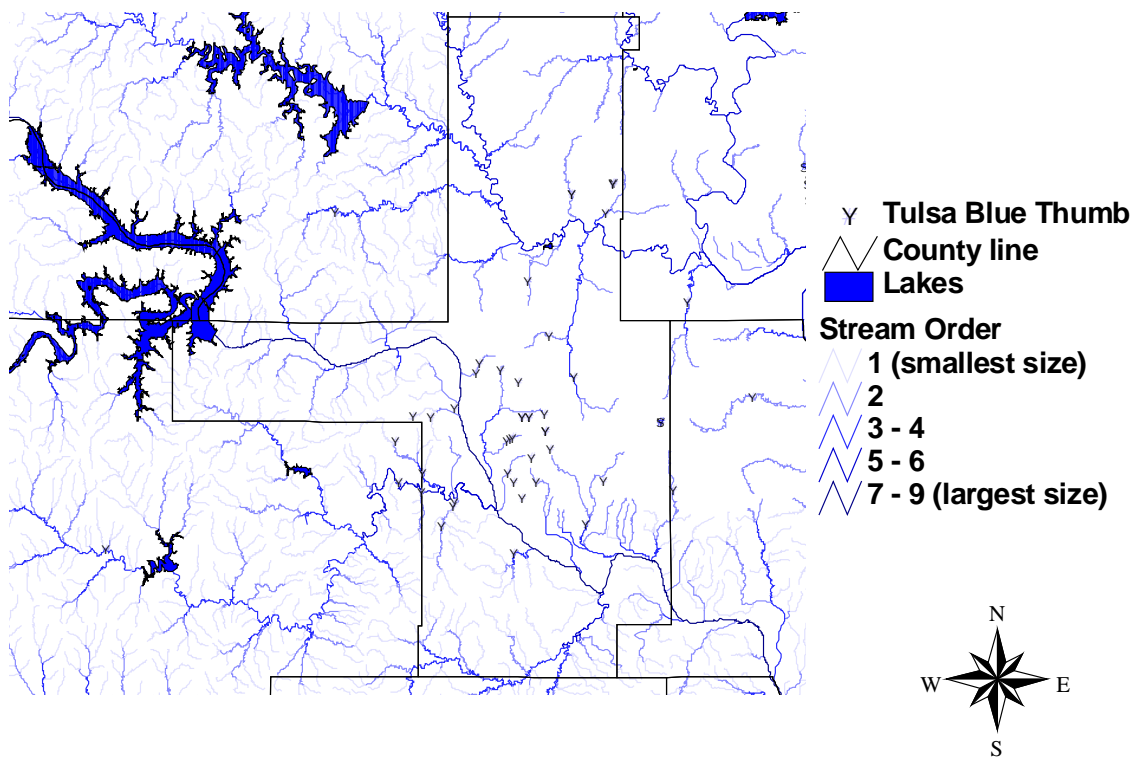 Tulsa Blue Thumb
County line
Lakes
Stream Order
1 (smallest size)
2
3 - 4
5 - 6
7 - 9 (largest size)
N
W E
S